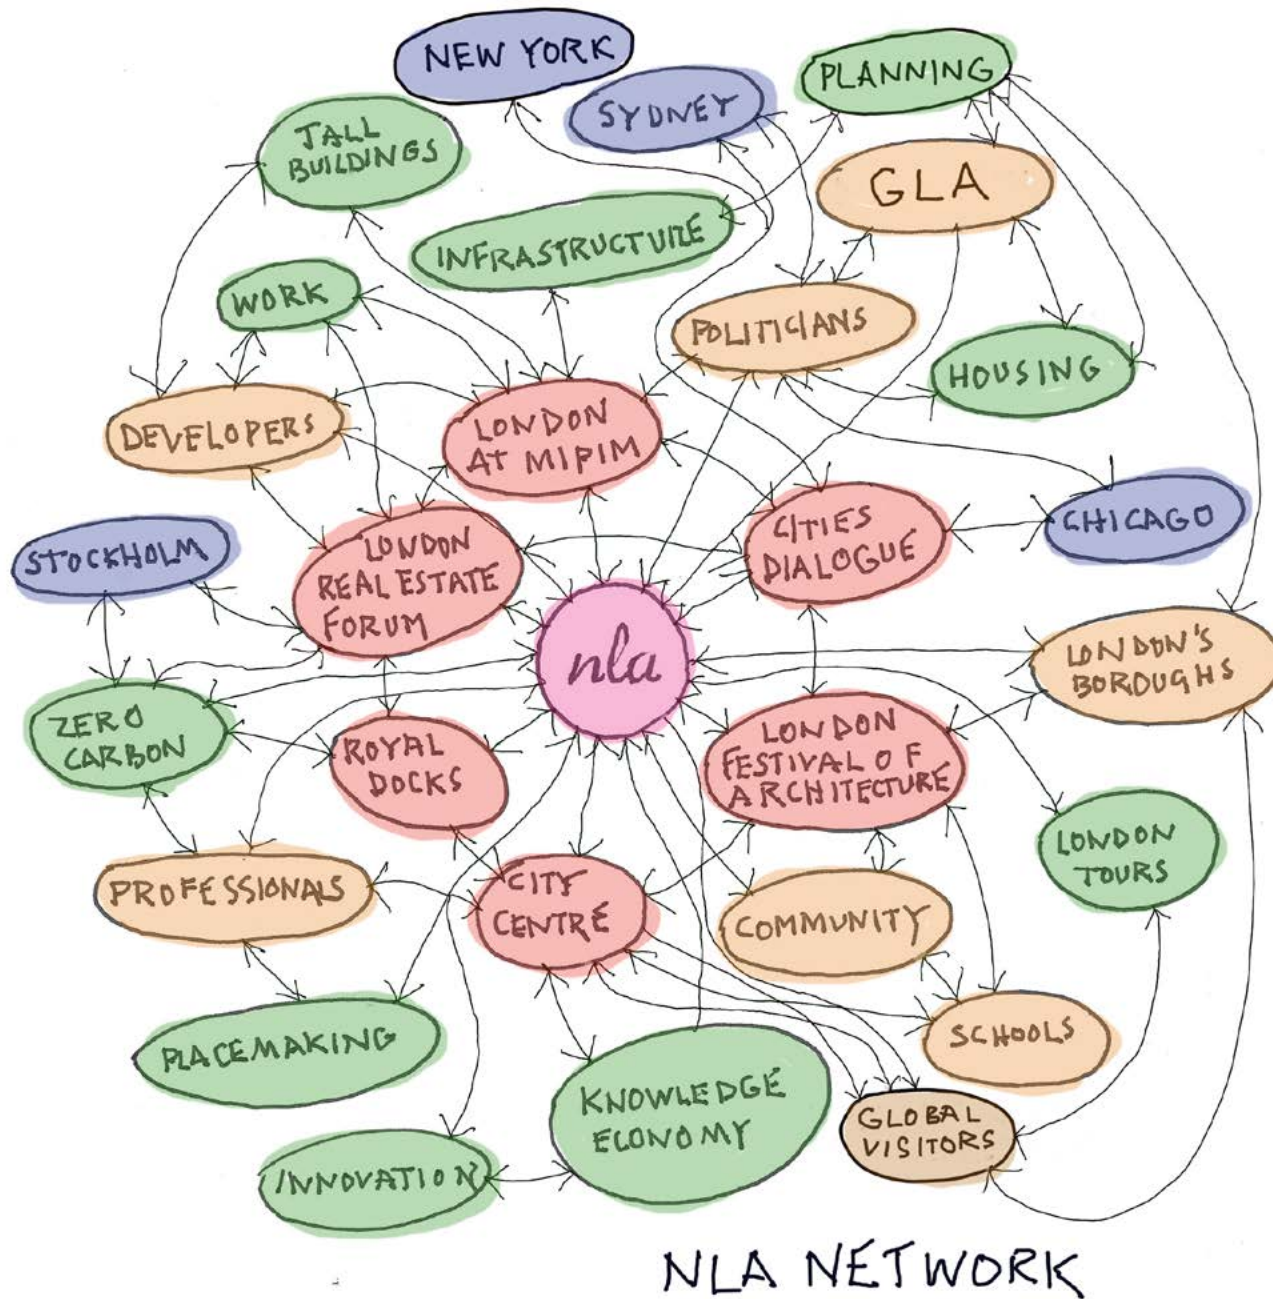 NEW YORK
SYDNEY
PLANNING
TALL
BUILDINGS
GLA
INFRASTRUCTURE
WORK
POLITICIANS
HOUSING
DEVELOPERS
LONDON
AT MIPIM
CITIES
DIALOGUE
CHICAGO
STOCKHOLM
LONDON
REAL ESTATE
FORUM
nla
LONDON'S
BOROUGHS
ZERO
CARBON
ROYAL
DOCKS
LONDON
FESTIVAL OF
ARCHITECTURE
LONDON
TOURS
PROFESSIONALS
CITY
CENTRE
COMMUNITY
PLACEMAKING
SCHOOLS
KNOWLEDGE
ECONOMY
GLOBAL
VISITORS
INNOVATION
NLA NETWORK